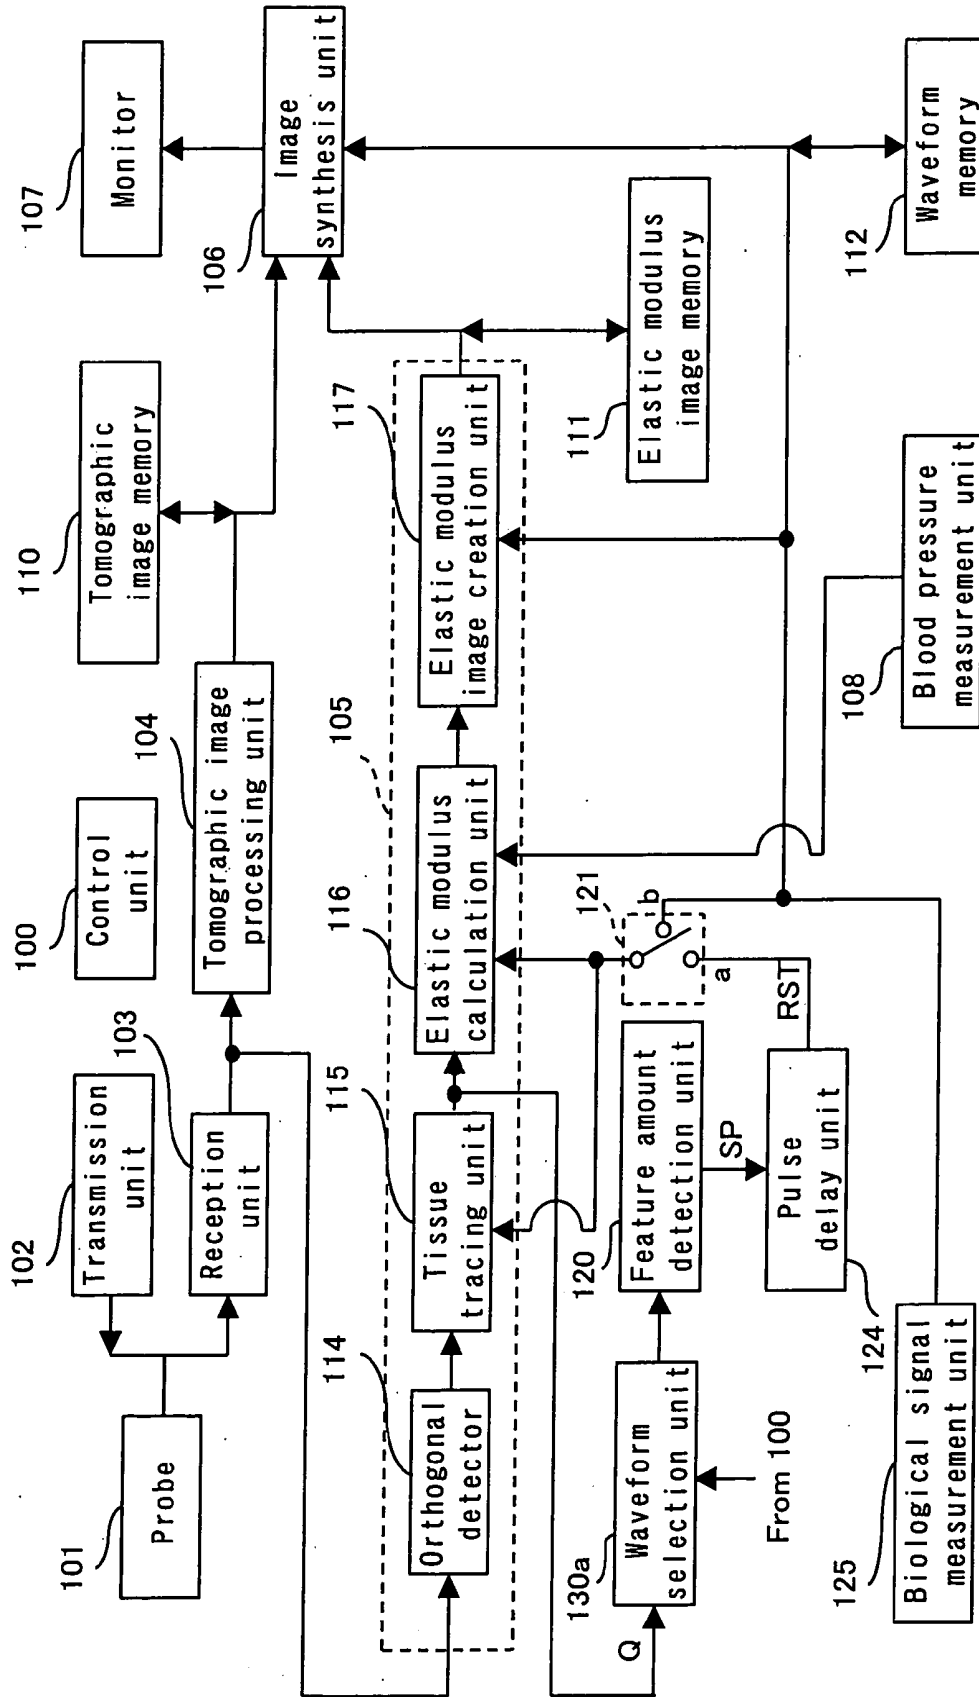 101
Probe
102
Transmission
unit
103
Reception
unit
100
Control
unit
104
Tomographic image
processing unit
110
Tomographic
image memory
107
Monitor
106
Image
synthesis unit
105
114
Orthogonal
detector
115
Tissue
tracing unit
116
Elastic modulus
calculation unit
117
Elastic modulus
image creation unit
111
Elastic modulus
image memory
Q
130a
Waveform
selection unit
From 100
120
Feature amount
detection unit
SP
Pulse
delay unit
124
RST
121
a
b
125
Biological signal
measurement unit
108
Blood pressure
measurement unit
112
Waveform
memory